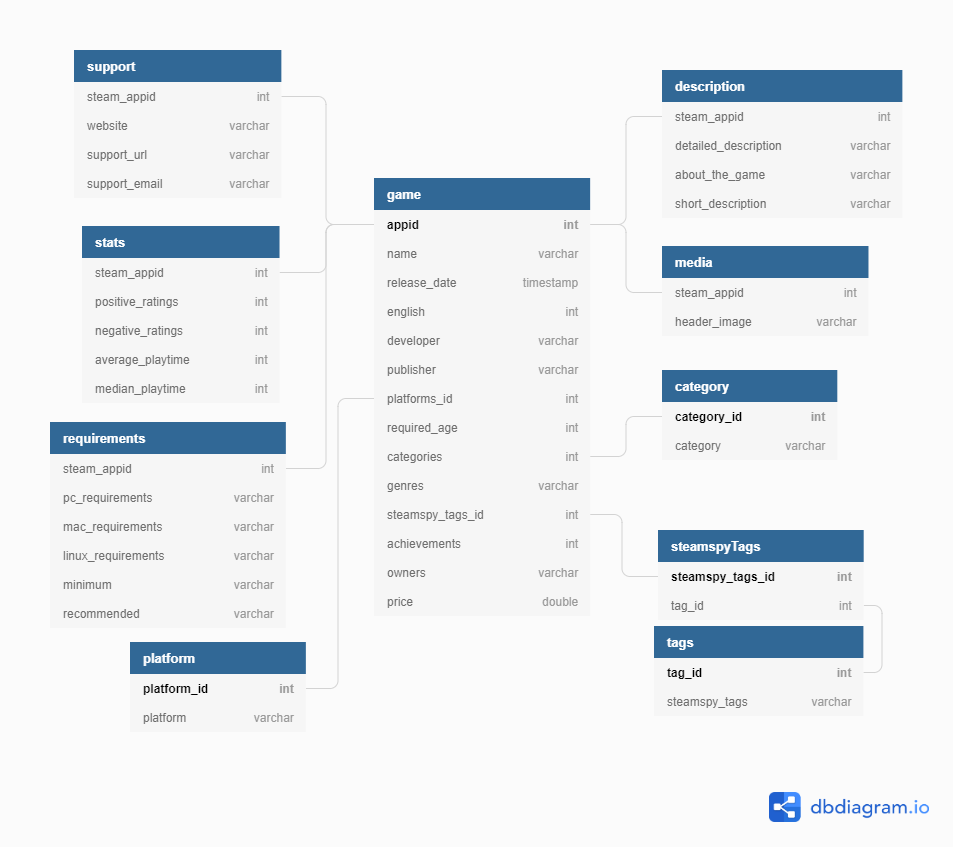 support
steam_appid int
website varchar
support_url varchar
support_email varchar
stats
steam_appid int
positive_ratings int
negative_ratings int
average_playtime int
median_playtime int
requirements
steam_appid int
pc_requirements varchar
mac_requirements varchar
linux_requirements varchar
minimum varchar
recommended varchar
platform
platform_id int
platform varchar
game
appid int
name varchar
release_date timestamp
english int
developer varchar
publisher varchar
platforms_id int
required_age int
categories int
genres varchar
steamspy_tags_id int
achievements int
owners varchar
price double
description
steam_appid int
detailed_description varchar
about_the_game varchar
short_description varchar
media
steam_appid int
header_image varchar
category
category_id int
category varchar
steamspyTags
steamspy_tags_id int
tag_id int
tags
tag_id int
steamspy_tags varchar
dbdiagram.io